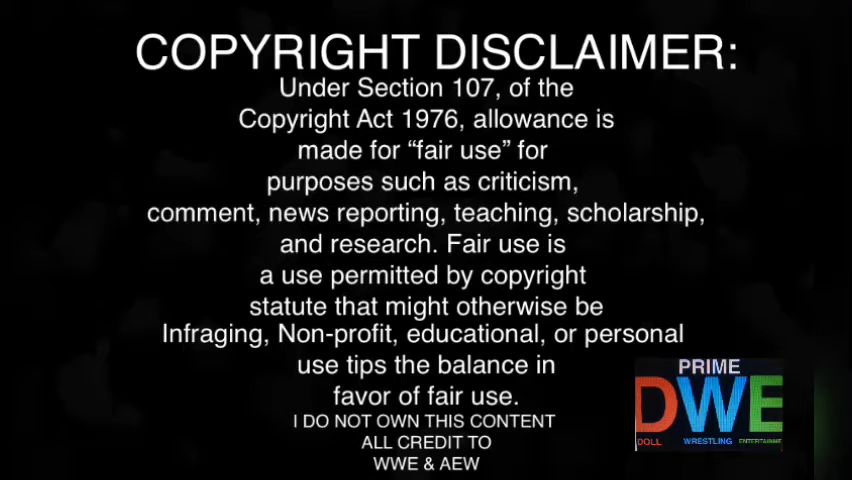 COPYRIGHT DISCLAIMER:
Under Section 107, of the
Copyright Act 1976, allowance is
made for “fair use” for
purposes such as criticism,
comment, news reporting, teaching, scholarship,
and research. Fair use is
a use permitted by copyright
statute that might otherwise be
Infraging, Non-profit, educational, or personal
use tips the balance in
favor of fair use.
I DO NOT OWN THIS CONTENT
ALL CREDIT TO
WWE & AEW
PRIME
DWE
DOLL WRESTLING ENTERTAINME